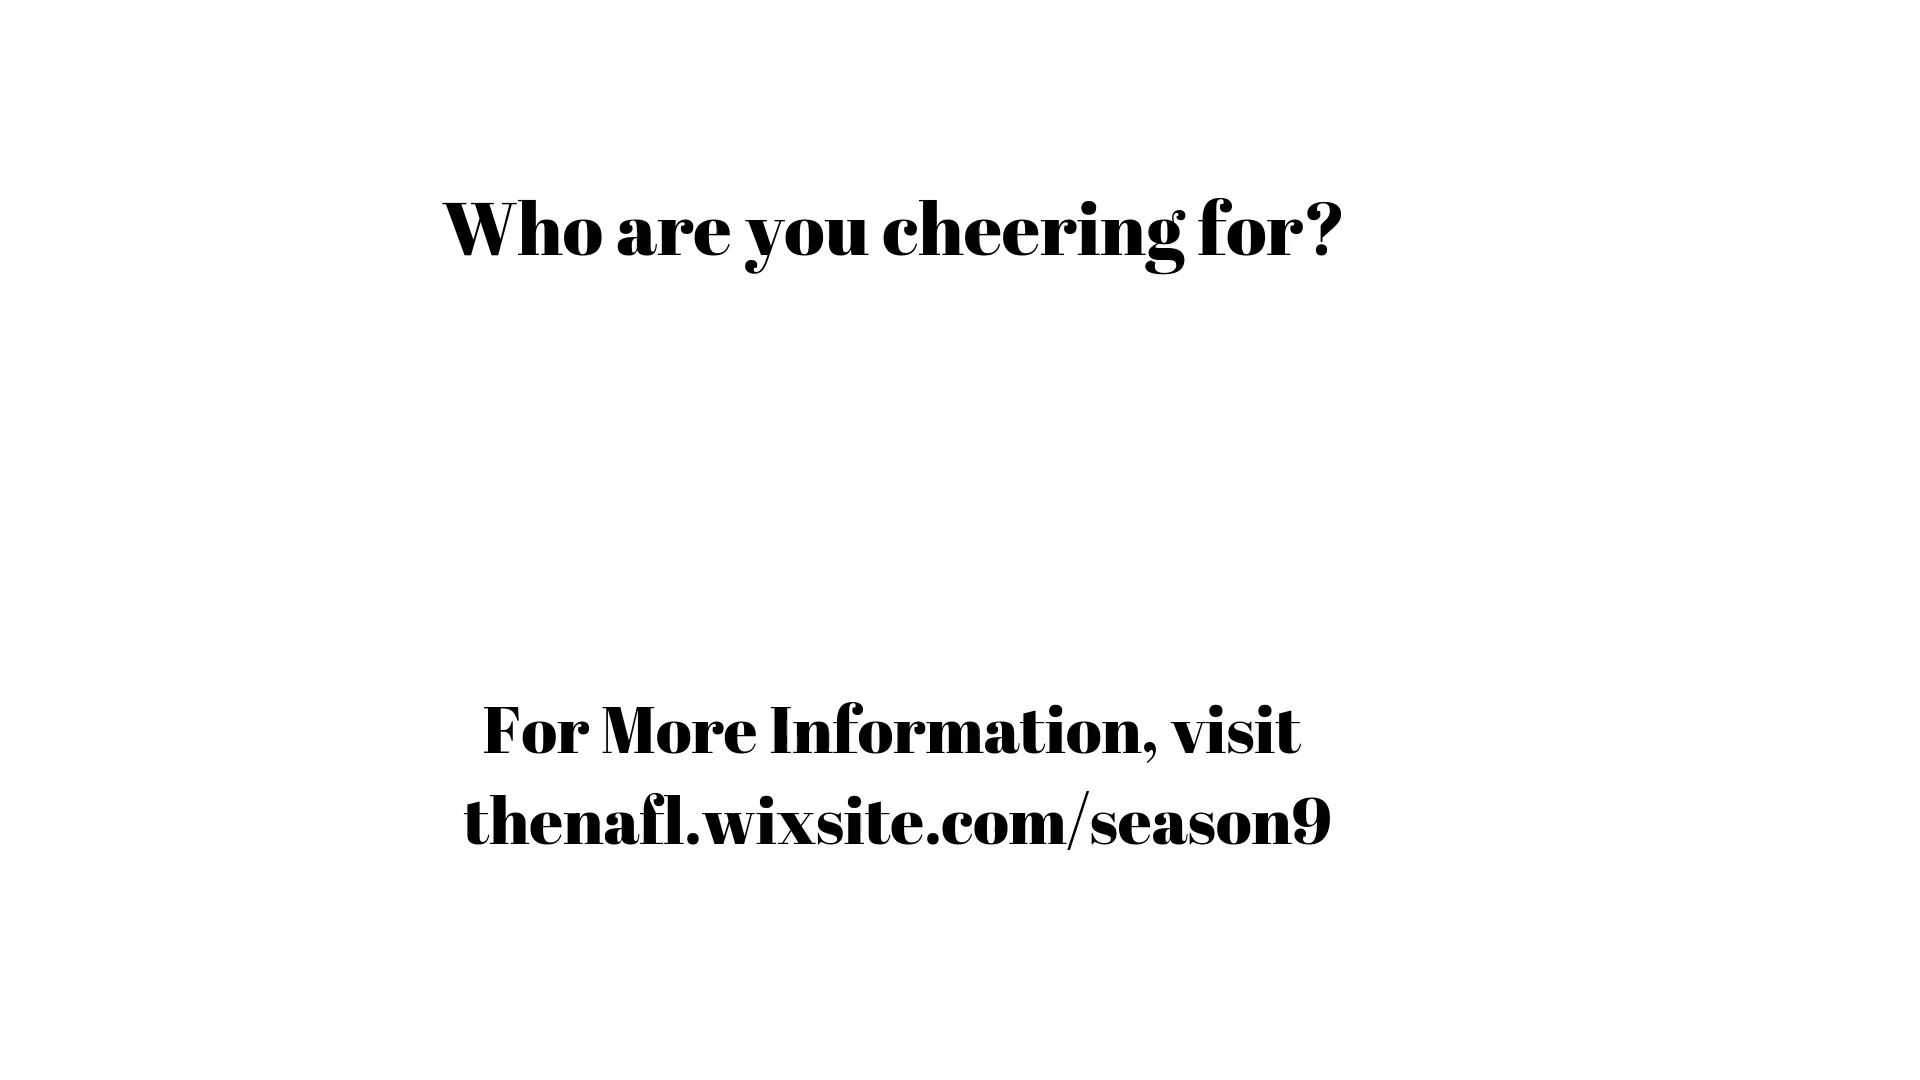 Who are you cheering for?
For More Information, visit
thenafl.wixsite.com/season9